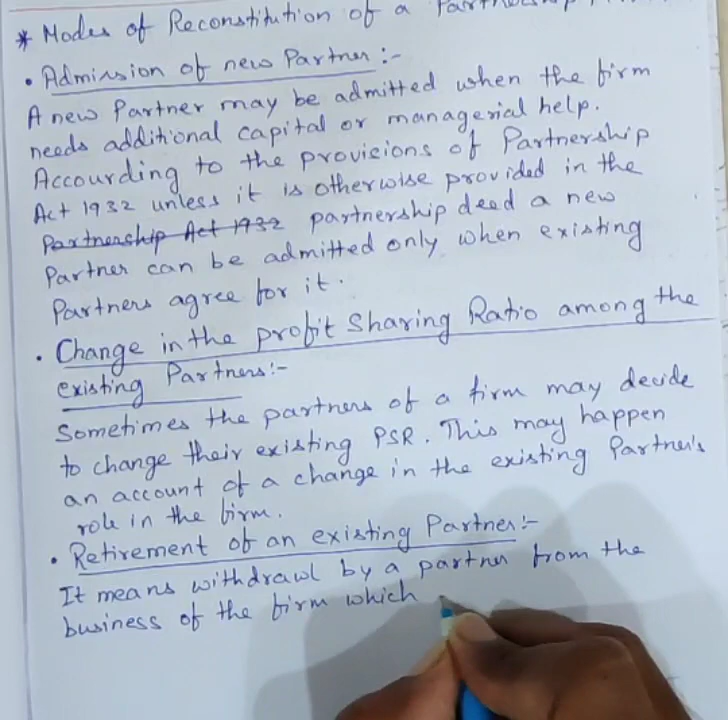 * Modes of Reconstitution of a Partnership
• Admission of new Partner :-
A new Partner may be admitted when the firm
needs additional capital or managerial help.
Accourding to the provisions of Partnership
Act 1932 unless it is otherwise provided in the
Partnership Act 1932 partnership deed a new
Partner can be admitted only when existing
Partners agree for it.
• Change in the profit Sharing Ratio among the
existing Partners:-
Sometimes the partners of a firm may decide
to change their existing PSR. This may happen
an account of a change in the existing Partner's
role in the firm.
• Retirement of an existing Partner:-
It means withdrawl by a partner from the
business of the firm which